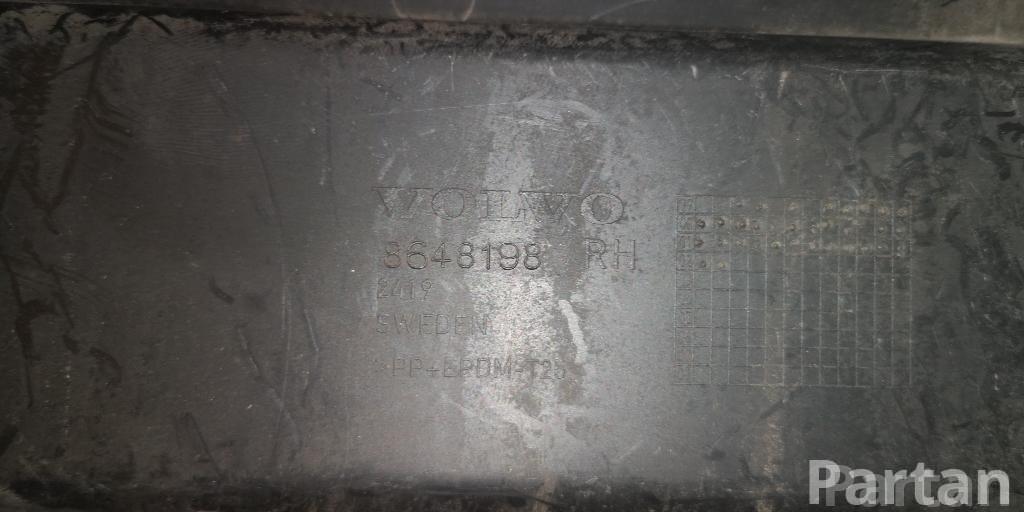 VOLVO
8648198 RH
2419
SWEDEN
PP+EPDM-T25
Partan